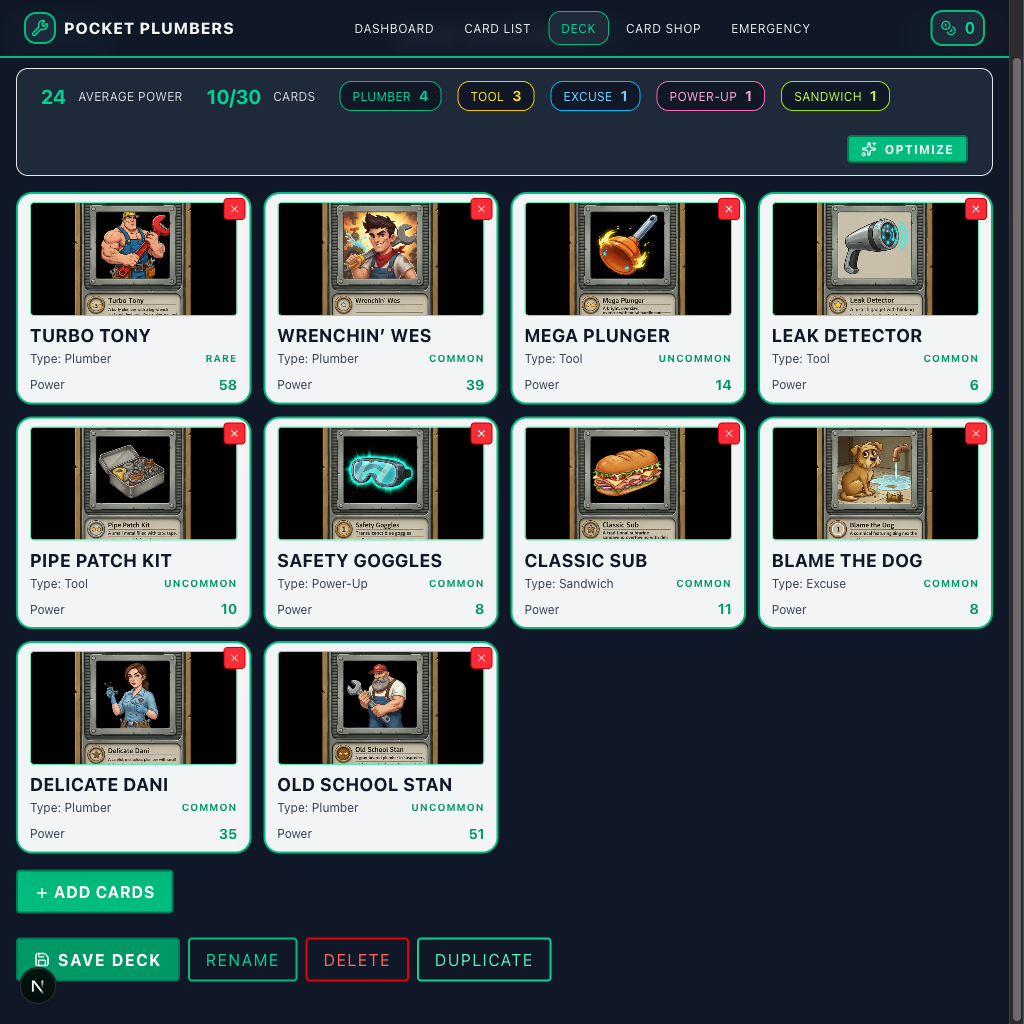 POCKET PLUMBERS
DASHBOARD
CARD LIST
DECK
CARD SHOP
EMERGENCY
0
24 AVERAGE POWER
10/30 CARDS
PLUMBER 4
TOOL 3
EXCUSE 1
POWER-UP 1
SANDWICH 1
OPTIMIZE
Turbo Tony
TURBO TONY
Type: Plumber
RARE
Power
58
Wrenchin' Wes
WRENCHIN’ WES
Type: Plumber
COMMON
Power
39
Mega Plunger
MEGA PLUNGER
Type: Tool
UNCOMMON
Power
14
Leak Detector
LEAK DETECTOR
Type: Tool
COMMON
Power
6
Pipe Patch Kit
PIPE PATCH KIT
Type: Tool
UNCOMMON
Power
10
Safety Goggles
SAFETY GOGGLES
Type: Power-Up
COMMON
Power
8
Classic Sub
CLASSIC SUB
Type: Sandwich
COMMON
Power
11
Blame the Dog
BLAME THE DOG
Type: Excuse
COMMON
Power
8
Delicate Dani
DELICATE DANI
Type: Plumber
COMMON
Power
35
Old School Stan
OLD SCHOOL STAN
Type: Plumber
UNCOMMON
Power
51
+ ADD CARDS
SAVE DECK
RENAME
DELETE
DUPLICATE
N